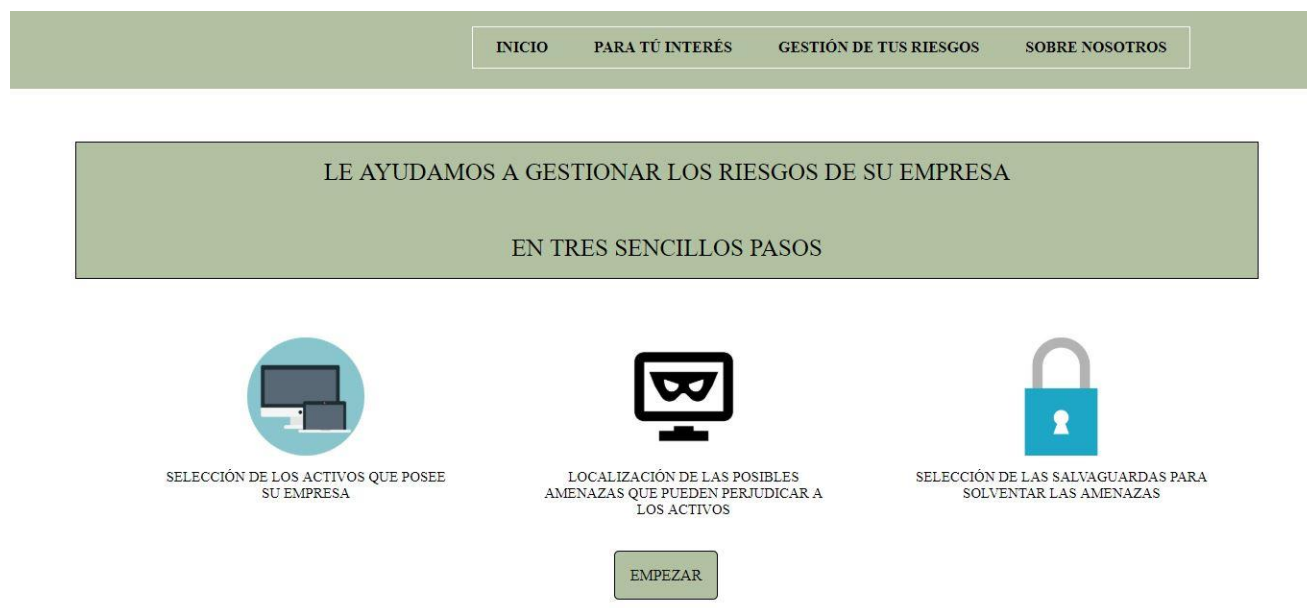 INICIO PARA TÚ INTERÉS GESTIÓN DE TUS RIESGOS SOBRE NOSOTROS
LE AYUDAMOS A GESTIONAR LOS RIESGOS DE SU EMPRESA
EN TRES SENCILLOS PASOS
SELECCIÓN DE LOS ACTIVOS QUE POSEE
SU EMPRESA
LOCALIZACIÓN DE LAS POSIBLES
AMENAZAS QUE PUEDEN PERJUDICAR A
LOS ACTIVOS
SELECCIÓN DE LAS SALVAGUARDAS PARA
SOLVENTAR LAS AMENAZAS
EMPEZAR